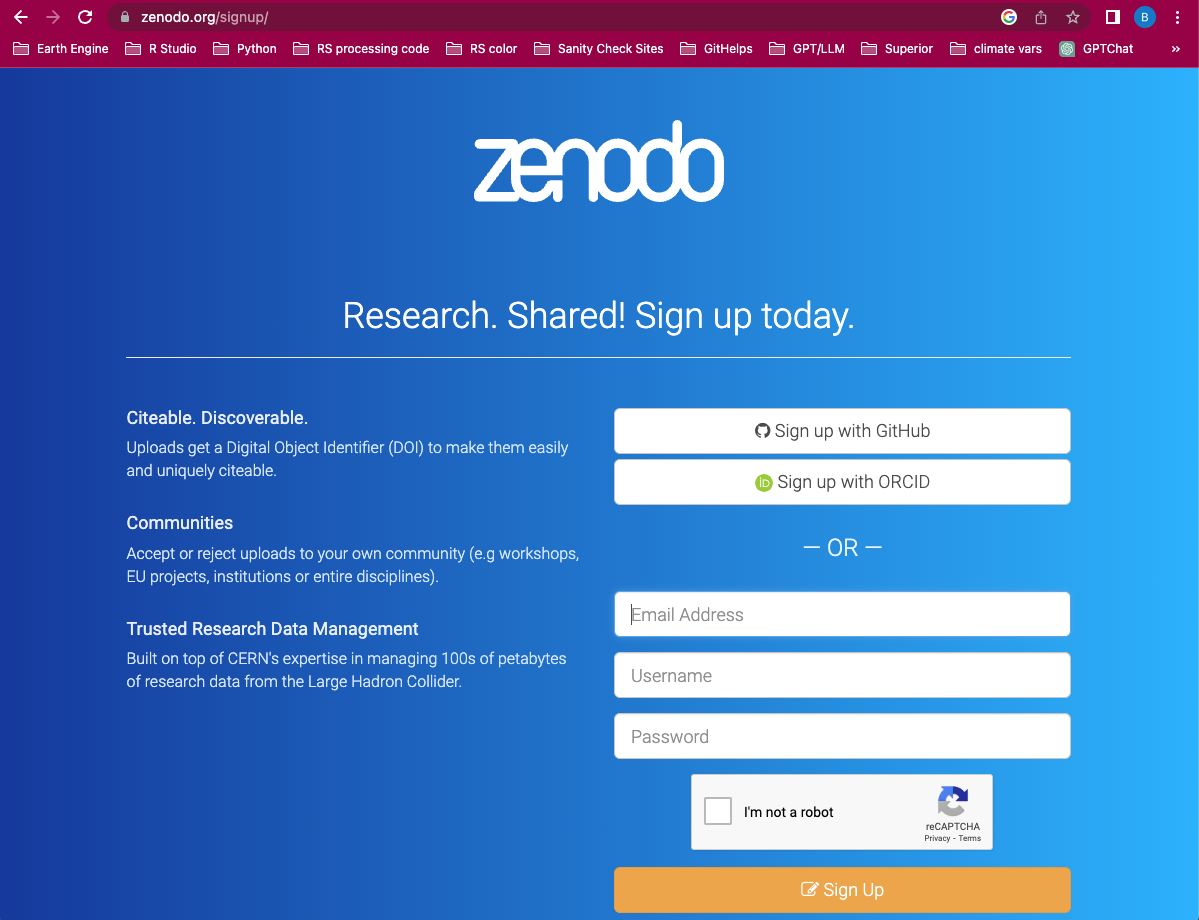 zenodo.org/signup/
B
Earth Engine
R Studio
Python
RS processing code
RS color
Sanity Check Sites
GitHelps
GPT/LLM
Superior
climate vars
GPTChat
»
zenodo
Research. Shared! Sign up today.
Citeable. Discoverable.
Uploads get a Digital Object Identifier (DOI) to make them easily
and uniquely citeable.
Communities
Accept or reject uploads to your own community (e.g workshops,
EU projects, institutions or entire disciplines).
Trusted Research Data Management
Built on top of CERN's expertise in managing 100s of petabytes
of research data from the Large Hadron Collider.
Sign up with GitHub
iD Sign up with ORCID
— OR —
Email Address
Username
Password
I'm not a robot
reCAPTCHA
Privacy - Terms
Sign Up